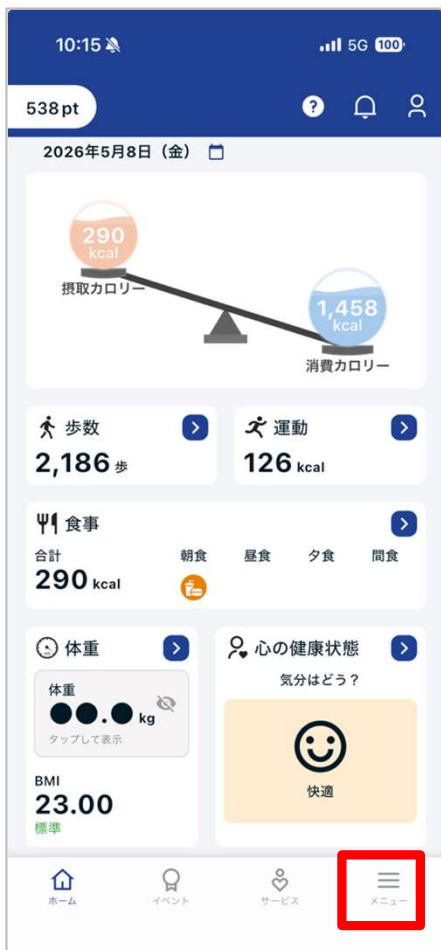 10:15
5G 100
538 pt
2026年5月8日（金）
290
kcal
摂取カロリー
1,458
kcal
消費カロリー
歩数
2,186 歩
運動
126 kcal
食事
合計 朝食 昼食 夕食 間食
290 kcal
体重
体重
●●.● kg
タップして表示
BMI
23.00
標準
心の健康状態
気分はどう？
快適
ホーム イベント サービス メニュー